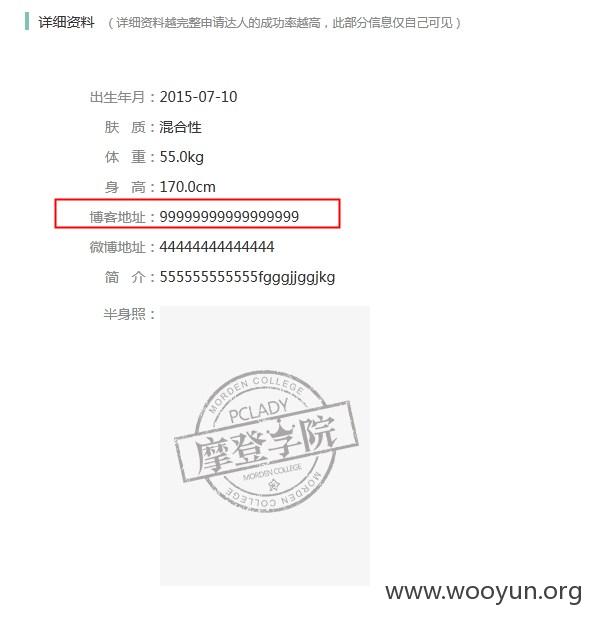 详细资料 （详细资料越完整申请达人的成功率越高，此部分信息仅自己可见）
出生年月：2015-07-10
肤 质：混合性
体 重：55.0kg
身 高：170.0cm
博客地址：99999999999999999
微博地址：44444444444444
简 介：555555555555fgggjjggjkg
半身照：
MORDEN COLLEGE
PCLADY
摩登学院
MORDEN COLLEGE
MORDEN COLLEGE
www.wooyun.org